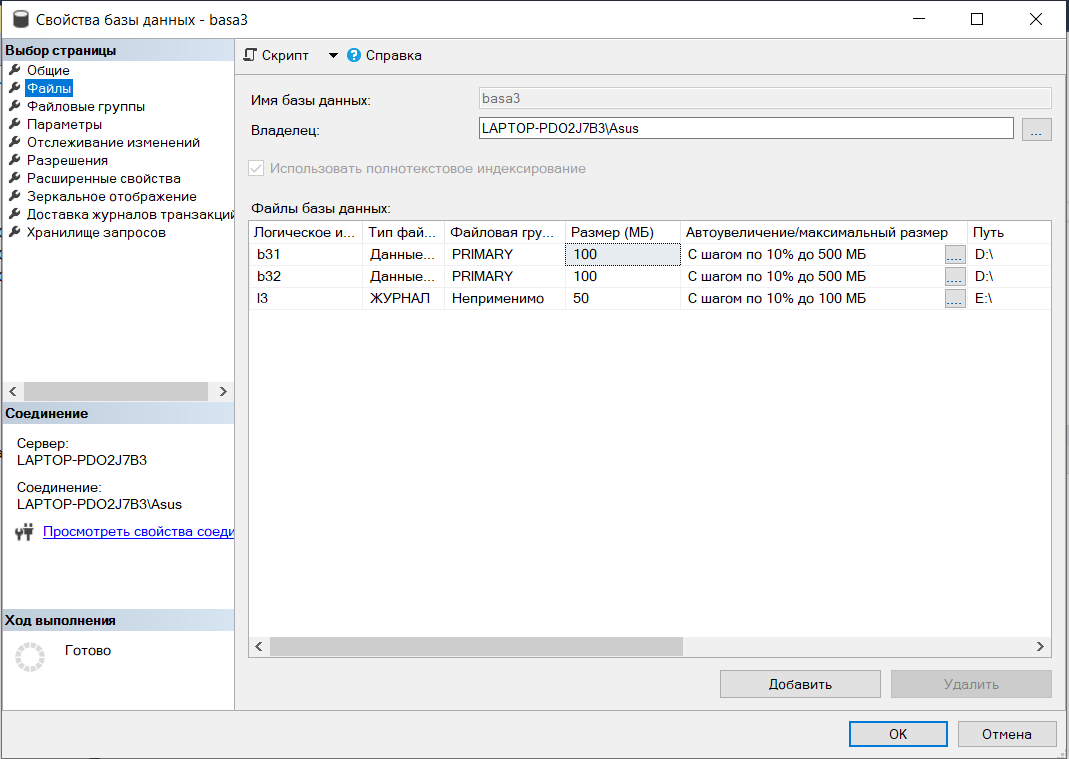 Свойства базы данных - basa3
Выбор страницы
Общие
Файлы
Файловые группы
Параметры
Отслеживание изменений
Разрешения
Расширенные свойства
Зеркальное отображение
Доставка журналов транзакций
Хранилище запросов
Соединение
Сервер:
LAPTOP-PDO2J7B3
Соединение:
LAPTOP-PDO2J7B3\Asus
Просмотреть свойства соеди
Ход выполнения
Готово
Скрипт
Справка
Имя базы данных: basa3
Владелец: LAPTOP-PDO2J7B3\Asus ...
Использовать полнотекстовое индексирование
Файлы базы данных:
Логическое и... Тип фай... Файловая гру... Размер (МБ) Автоувеличение/максимальный размер Путь
b31 Данные... PRIMARY 100 С шагом по 10% до 500 МБ .... D:\
b32 Данные... PRIMARY 100 С шагом по 10% до 500 МБ .... D:\
l3 ЖУРНАЛ Неприменимо 50 С шагом по 10% до 100 МБ .... E:\
Добавить Удалить
ОК Отмена